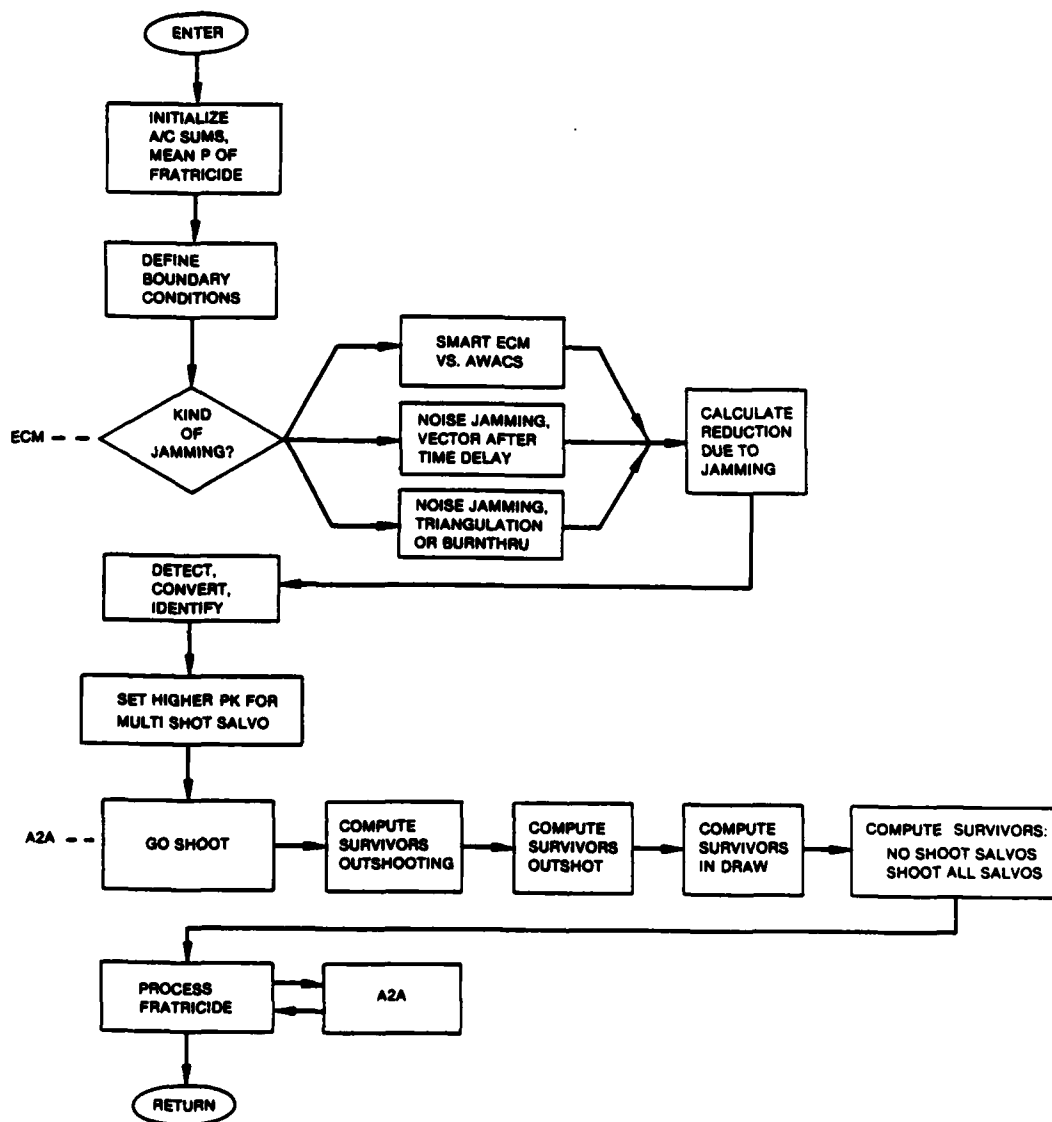 ENTER
INITIALIZE
A/C SUMS,
MEAN P OF
FRATRICIDE
DEFINE
BOUNDARY
CONDITIONS
ECM
KIND
OF
JAMMING?
SMART ECM
VS. AWACS
NOISE JAMMING,
VECTOR AFTER
TIME DELAY
NOISE JAMMING,
TRIANGULATION
OR BURNTHRU
CALCULATE
REDUCTION
DUE TO
JAMMING
DETECT,
CONVERT,
IDENTIFY
SET HIGHER PK FOR
MULTI SHOT SALVO
A2A
GO SHOOT
COMPUTE
SURVIVORS
OUTSHOOTING
COMPUTE
SURVIVORS
OUTSHOT
COMPUTE
SURVIVORS
IN DRAW
COMPUTE SURVIVORS:
NO SHOOT SALVOS
SHOOT ALL SALVOS
PROCESS
FRATRICIDE
A2A
RETURN